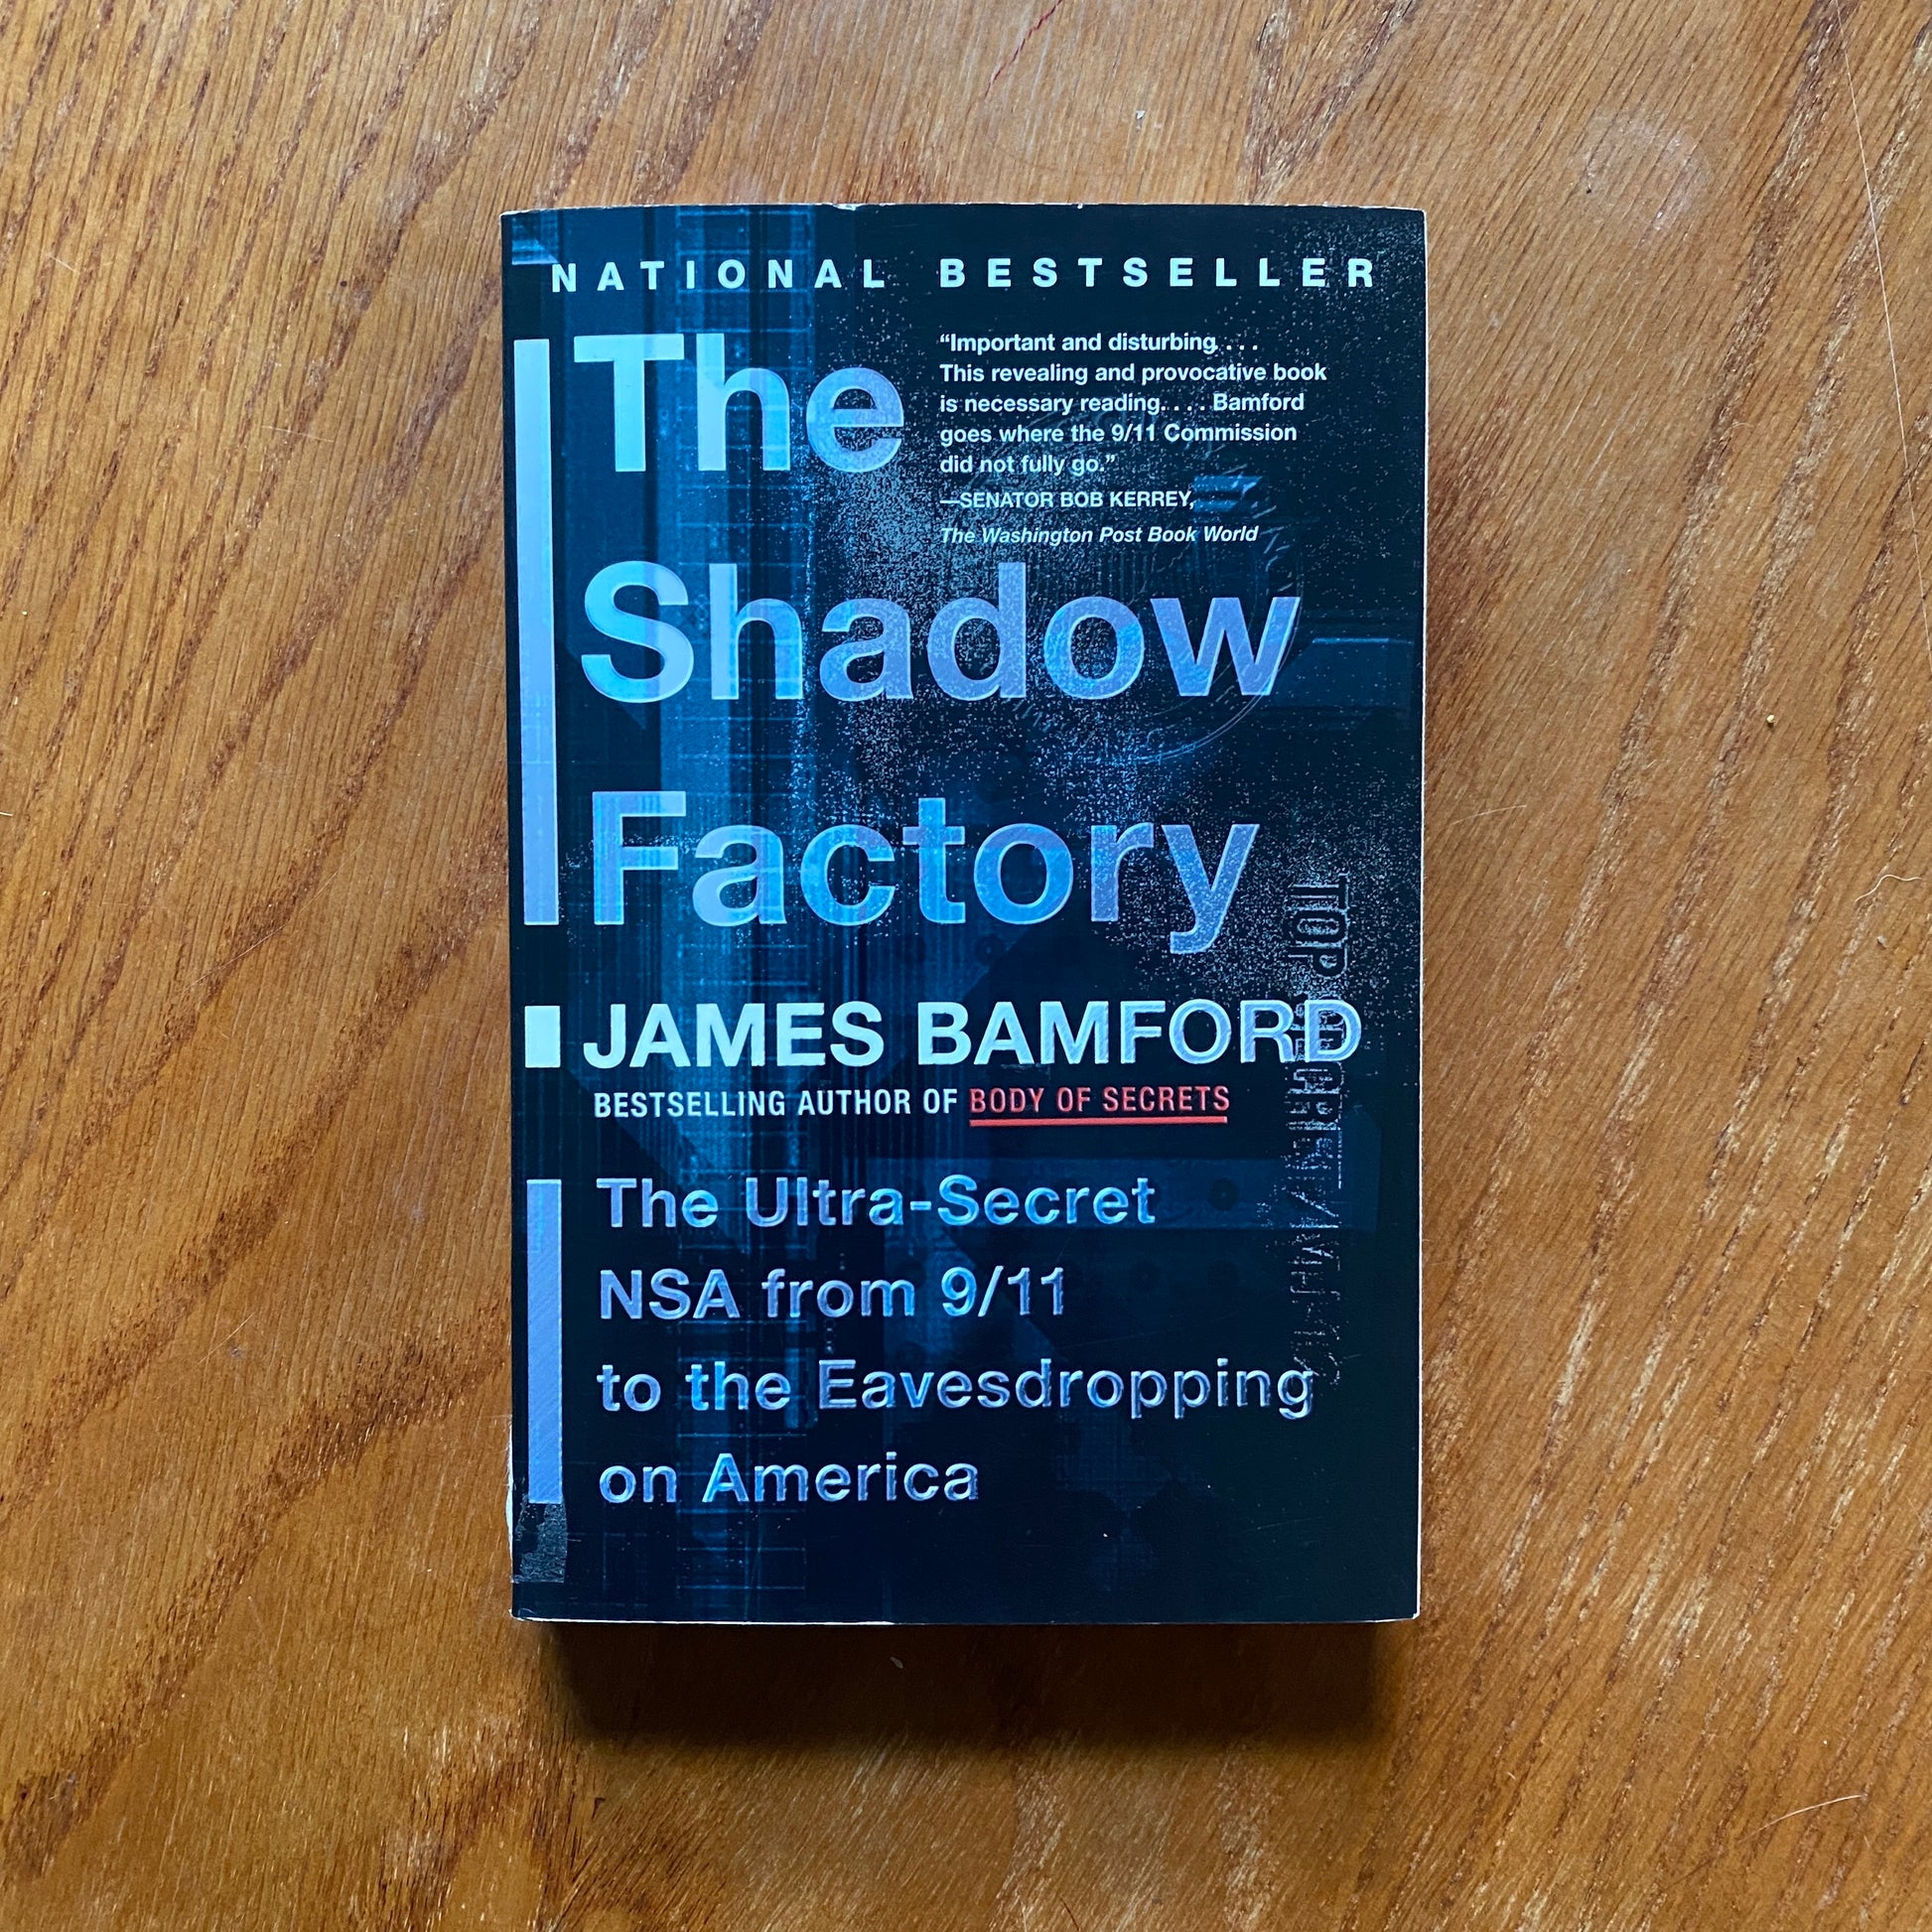 NATIONAL BESTSELLER
The
Shadow
Factory
“Important and disturbing. . . .
This revealing and provocative book
is necessary reading. . . . Bamford
goes where the 9/11 Commission
did not fully go.”
—SENATOR BOB KERREY,
The Washington Post Book World
JAMES BAMFORD
BESTSELLING AUTHOR OF BODY OF SECRETS
The Ultra-Secret
NSA from 9/11
to the Eavesdropping
on America
TOP SECRET